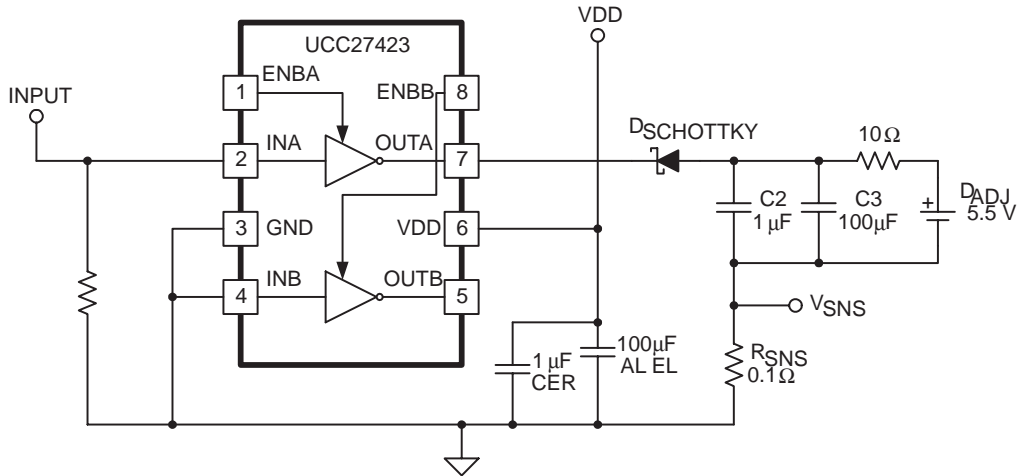 VDD
UCC27423
INPUT
1
ENBA
ENBB
8
2
INA
OUTA
7
DSCHOTTKY
10Ω
3
GND
VDD
6
C2
1 μF
C3
100μF
+
DADJ
5.5 V
4
INB
OUTB
5
VSNS
1 μF
CER
100μF
AL EL
RSNS
0.1Ω